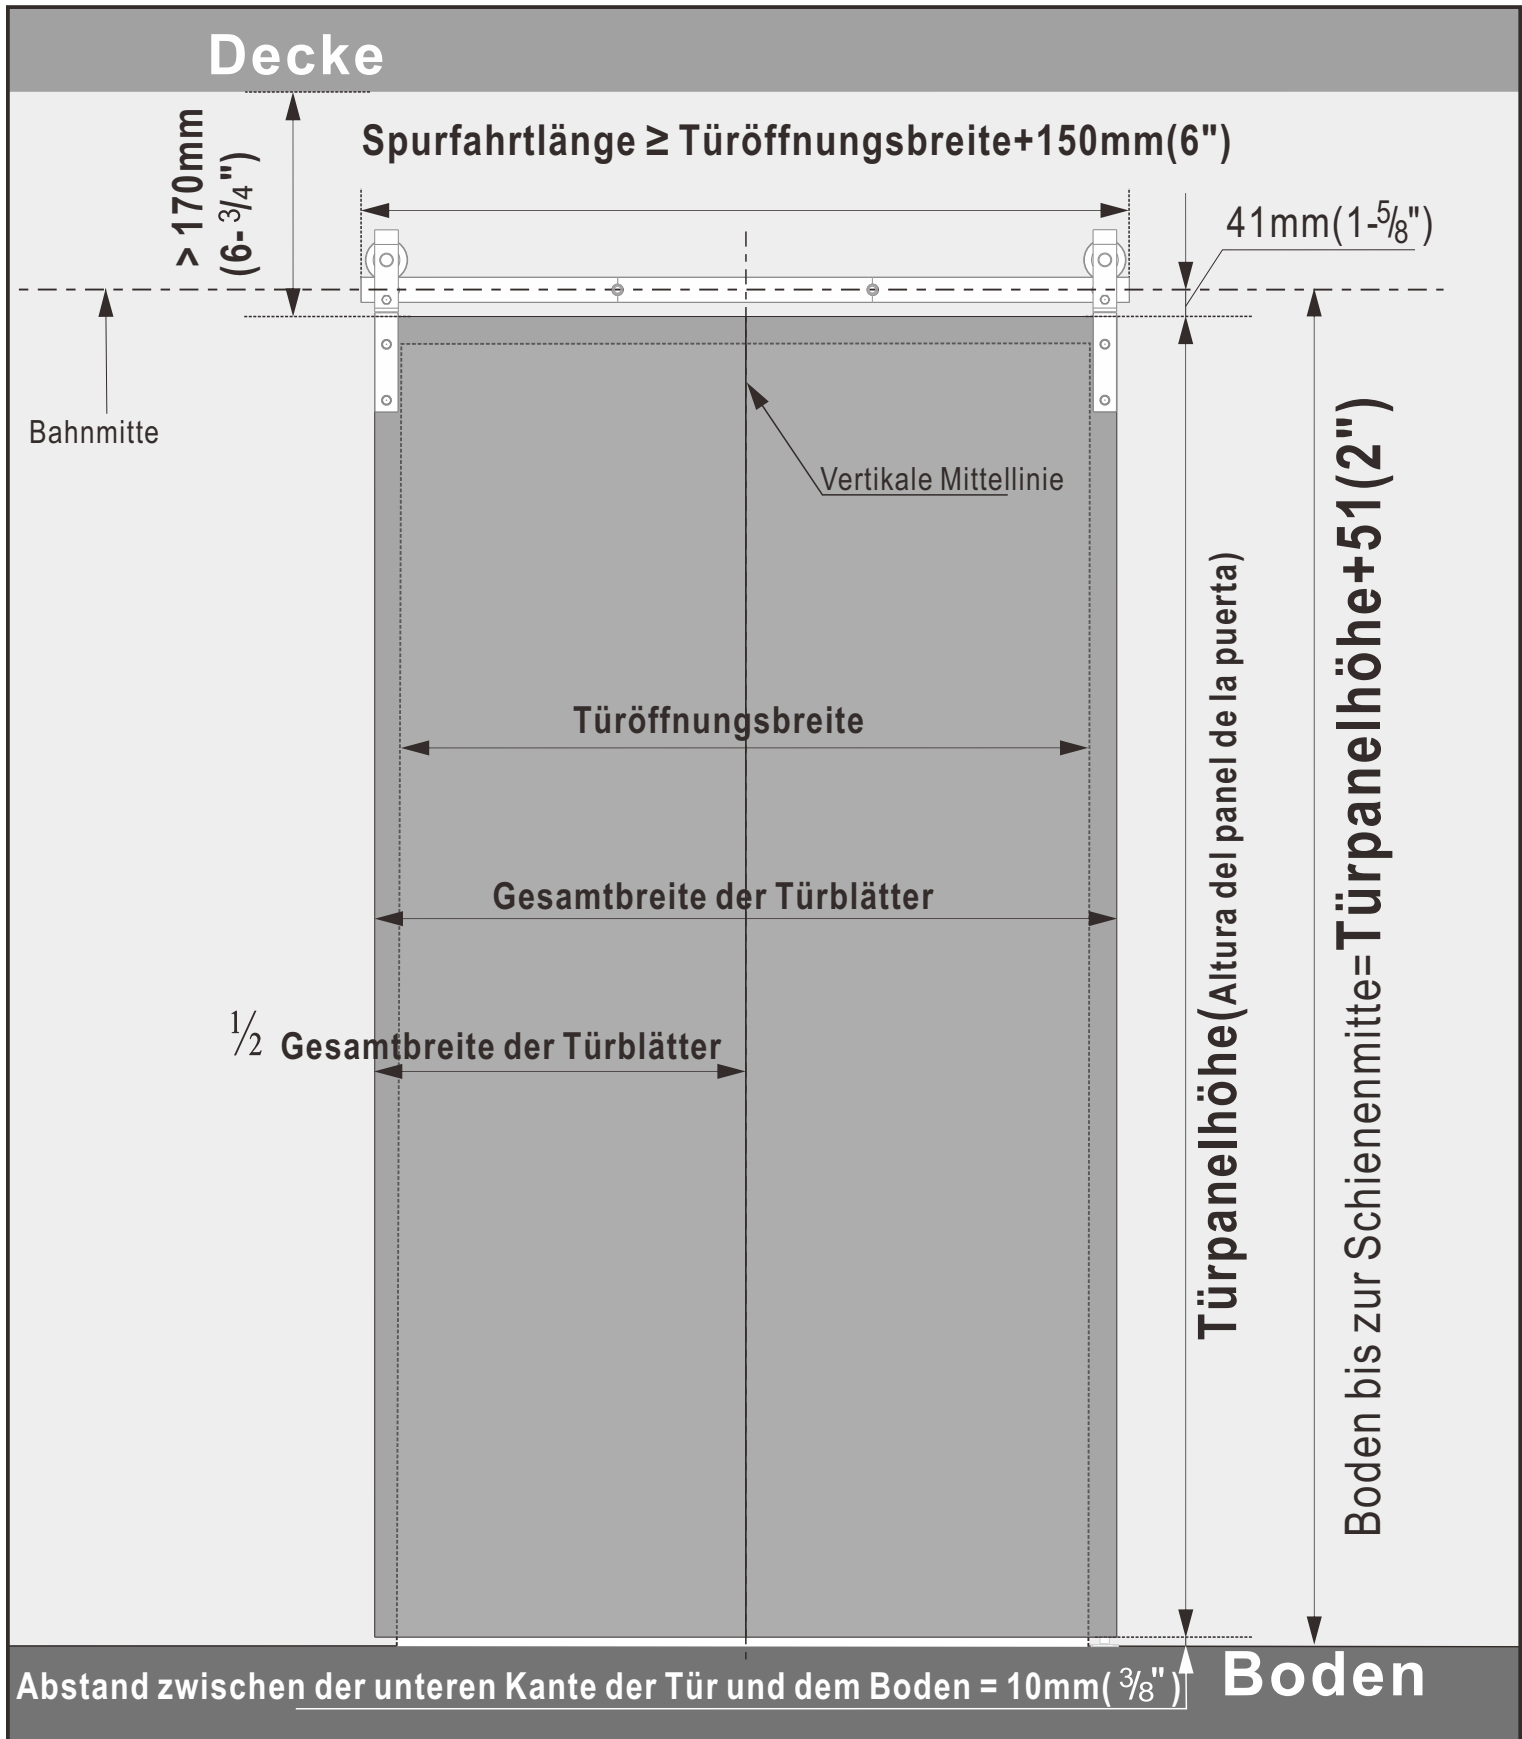 Decke
> 170mm
(6-3/4")
Spurfahrtlänge ≥ Türöffnungsbreite+150mm(6")
41mm(1-5/8")
Bahnmitte
Vertikale Mittellinie
Türöffnungsbreite
Gesamtbreite der Türblätter
1/2 Gesamtbreite der Türblätter
Türpanelhöhe(Altura del panel de la puerta)
Boden bis zur Schienenmitte=Türpanelhöhe+51(2")
Abstand zwischen der unteren Kante der Tür und dem Boden = 10mm(3/8")
Boden